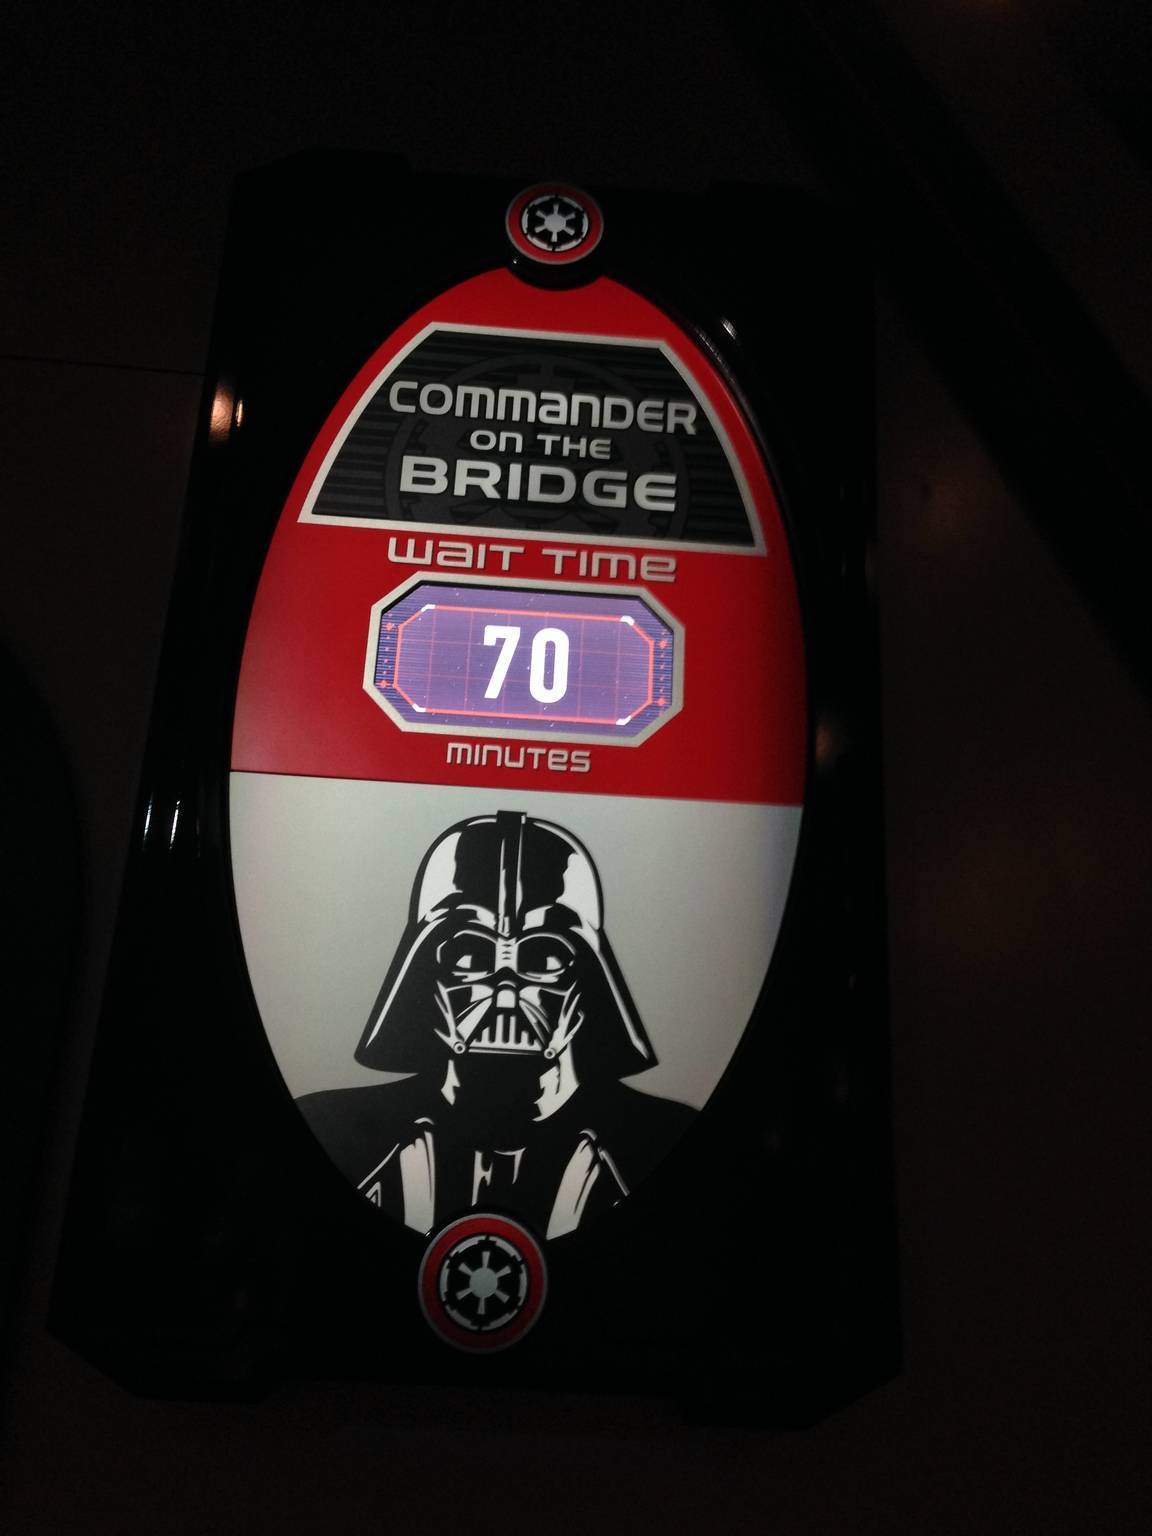 COMMANDER
ON THE
BRIDGE
WAIT TIME
70
MINUTES